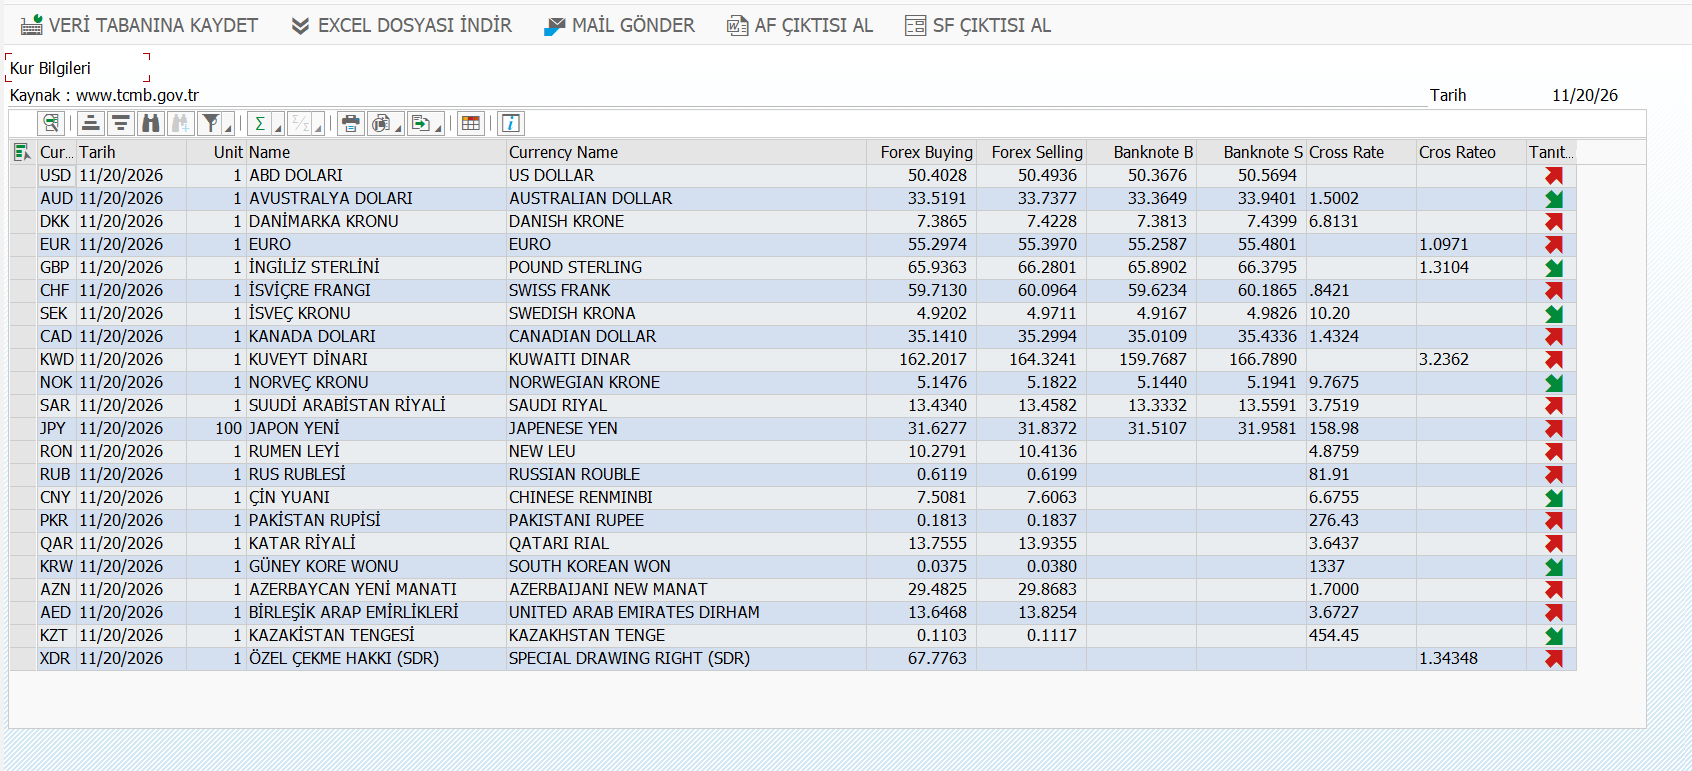 VERİ TABANINA KAYDET EXCEL DOSYASI İNDİR MAİL GÖNDER AF ÇIKTISI AL SF ÇIKTISI AL
Kur Bilgileri
Kaynak : www.tcmb.gov.tr Tarih 11/20/26
Cur... Tarih Unit Name Currency Name Forex Buying Forex Selling Banknote B Banknote S Cross Rate Cros Rateo Tanıt...
USD 11/20/2026 1 ABD DOLARI US DOLLAR 50.4028 50.4936 50.3676 50.5694
AUD 11/20/2026 1 AVUSTRALYA DOLARI AUSTRALIAN DOLLAR 33.5191 33.7377 33.3649 33.9401 1.5002
DKK 11/20/2026 1 DANİMARKA KRONU DANISH KRONE 7.3865 7.4228 7.3813 7.4399 6.8131
EUR 11/20/2026 1 EURO EURO 55.2974 55.3970 55.2587 55.4801 1.0971
GBP 11/20/2026 1 İNGİLİZ STERLİNİ POUND STERLING 65.9363 66.2801 65.8902 66.3795 1.3104
CHF 11/20/2026 1 İSVİÇRE FRANGI SWISS FRANK 59.7130 60.0964 59.6234 60.1865 .8421
SEK 11/20/2026 1 İSVEÇ KRONU SWEDISH KRONA 4.9202 4.9711 4.9167 4.9826 10.20
CAD 11/20/2026 1 KANADA DOLARI CANADIAN DOLLAR 35.1410 35.2994 35.0109 35.4336 1.4324
KWD 11/20/2026 1 KUVEYT DİNARI KUWAITI DINAR 162.2017 164.3241 159.7687 166.7890 3.2362
NOK 11/20/2026 1 NORVEÇ KRONU NORWEGIAN KRONE 5.1476 5.1822 5.1440 5.1941 9.7675
SAR 11/20/2026 1 SUUDİ ARABİSTAN RİYALİ SAUDI RIYAL 13.4340 13.4582 13.3332 13.5591 3.7519
JPY 11/20/2026 100 JAPON YENİ JAPENESE YEN 31.6277 31.8372 31.5107 31.9581 158.98
RON 11/20/2026 1 RUMEN LEYİ NEW LEU 10.2791 10.4136 4.8759
RUB 11/20/2026 1 RUS RUBLESİ RUSSIAN ROUBLE 0.6119 0.6199 81.91
CNY 11/20/2026 1 ÇİN YUANI CHINESE RENMINBI 7.5081 7.6063 6.6755
PKR 11/20/2026 1 PAKİSTAN RUPİSİ PAKISTANI RUPEE 0.1813 0.1837 276.43
QAR 11/20/2026 1 KATAR RİYALİ QATARI RIAL 13.7555 13.9355 3.6437
KRW 11/20/2026 1 GÜNEY KORE WONU SOUTH KOREAN WON 0.0375 0.0380 1337
AZN 11/20/2026 1 AZERBAYCAN YENİ MANATI AZERBAIJANI NEW MANAT 29.4825 29.8683 1.7000
AED 11/20/2026 1 BİRLEŞİK ARAP EMİRLİKLERİ UNITED ARAB EMIRATES DIRHAM 13.6468 13.8254 3.6727
KZT 11/20/2026 1 KAZAKİSTAN TENGESİ KAZAKHSTAN TENGE 0.1103 0.1117 454.45
XDR 11/20/2026 1 ÖZEL ÇEKME HAKKI (SDR) SPECIAL DRAWING RIGHT (SDR) 67.7763 1.34348